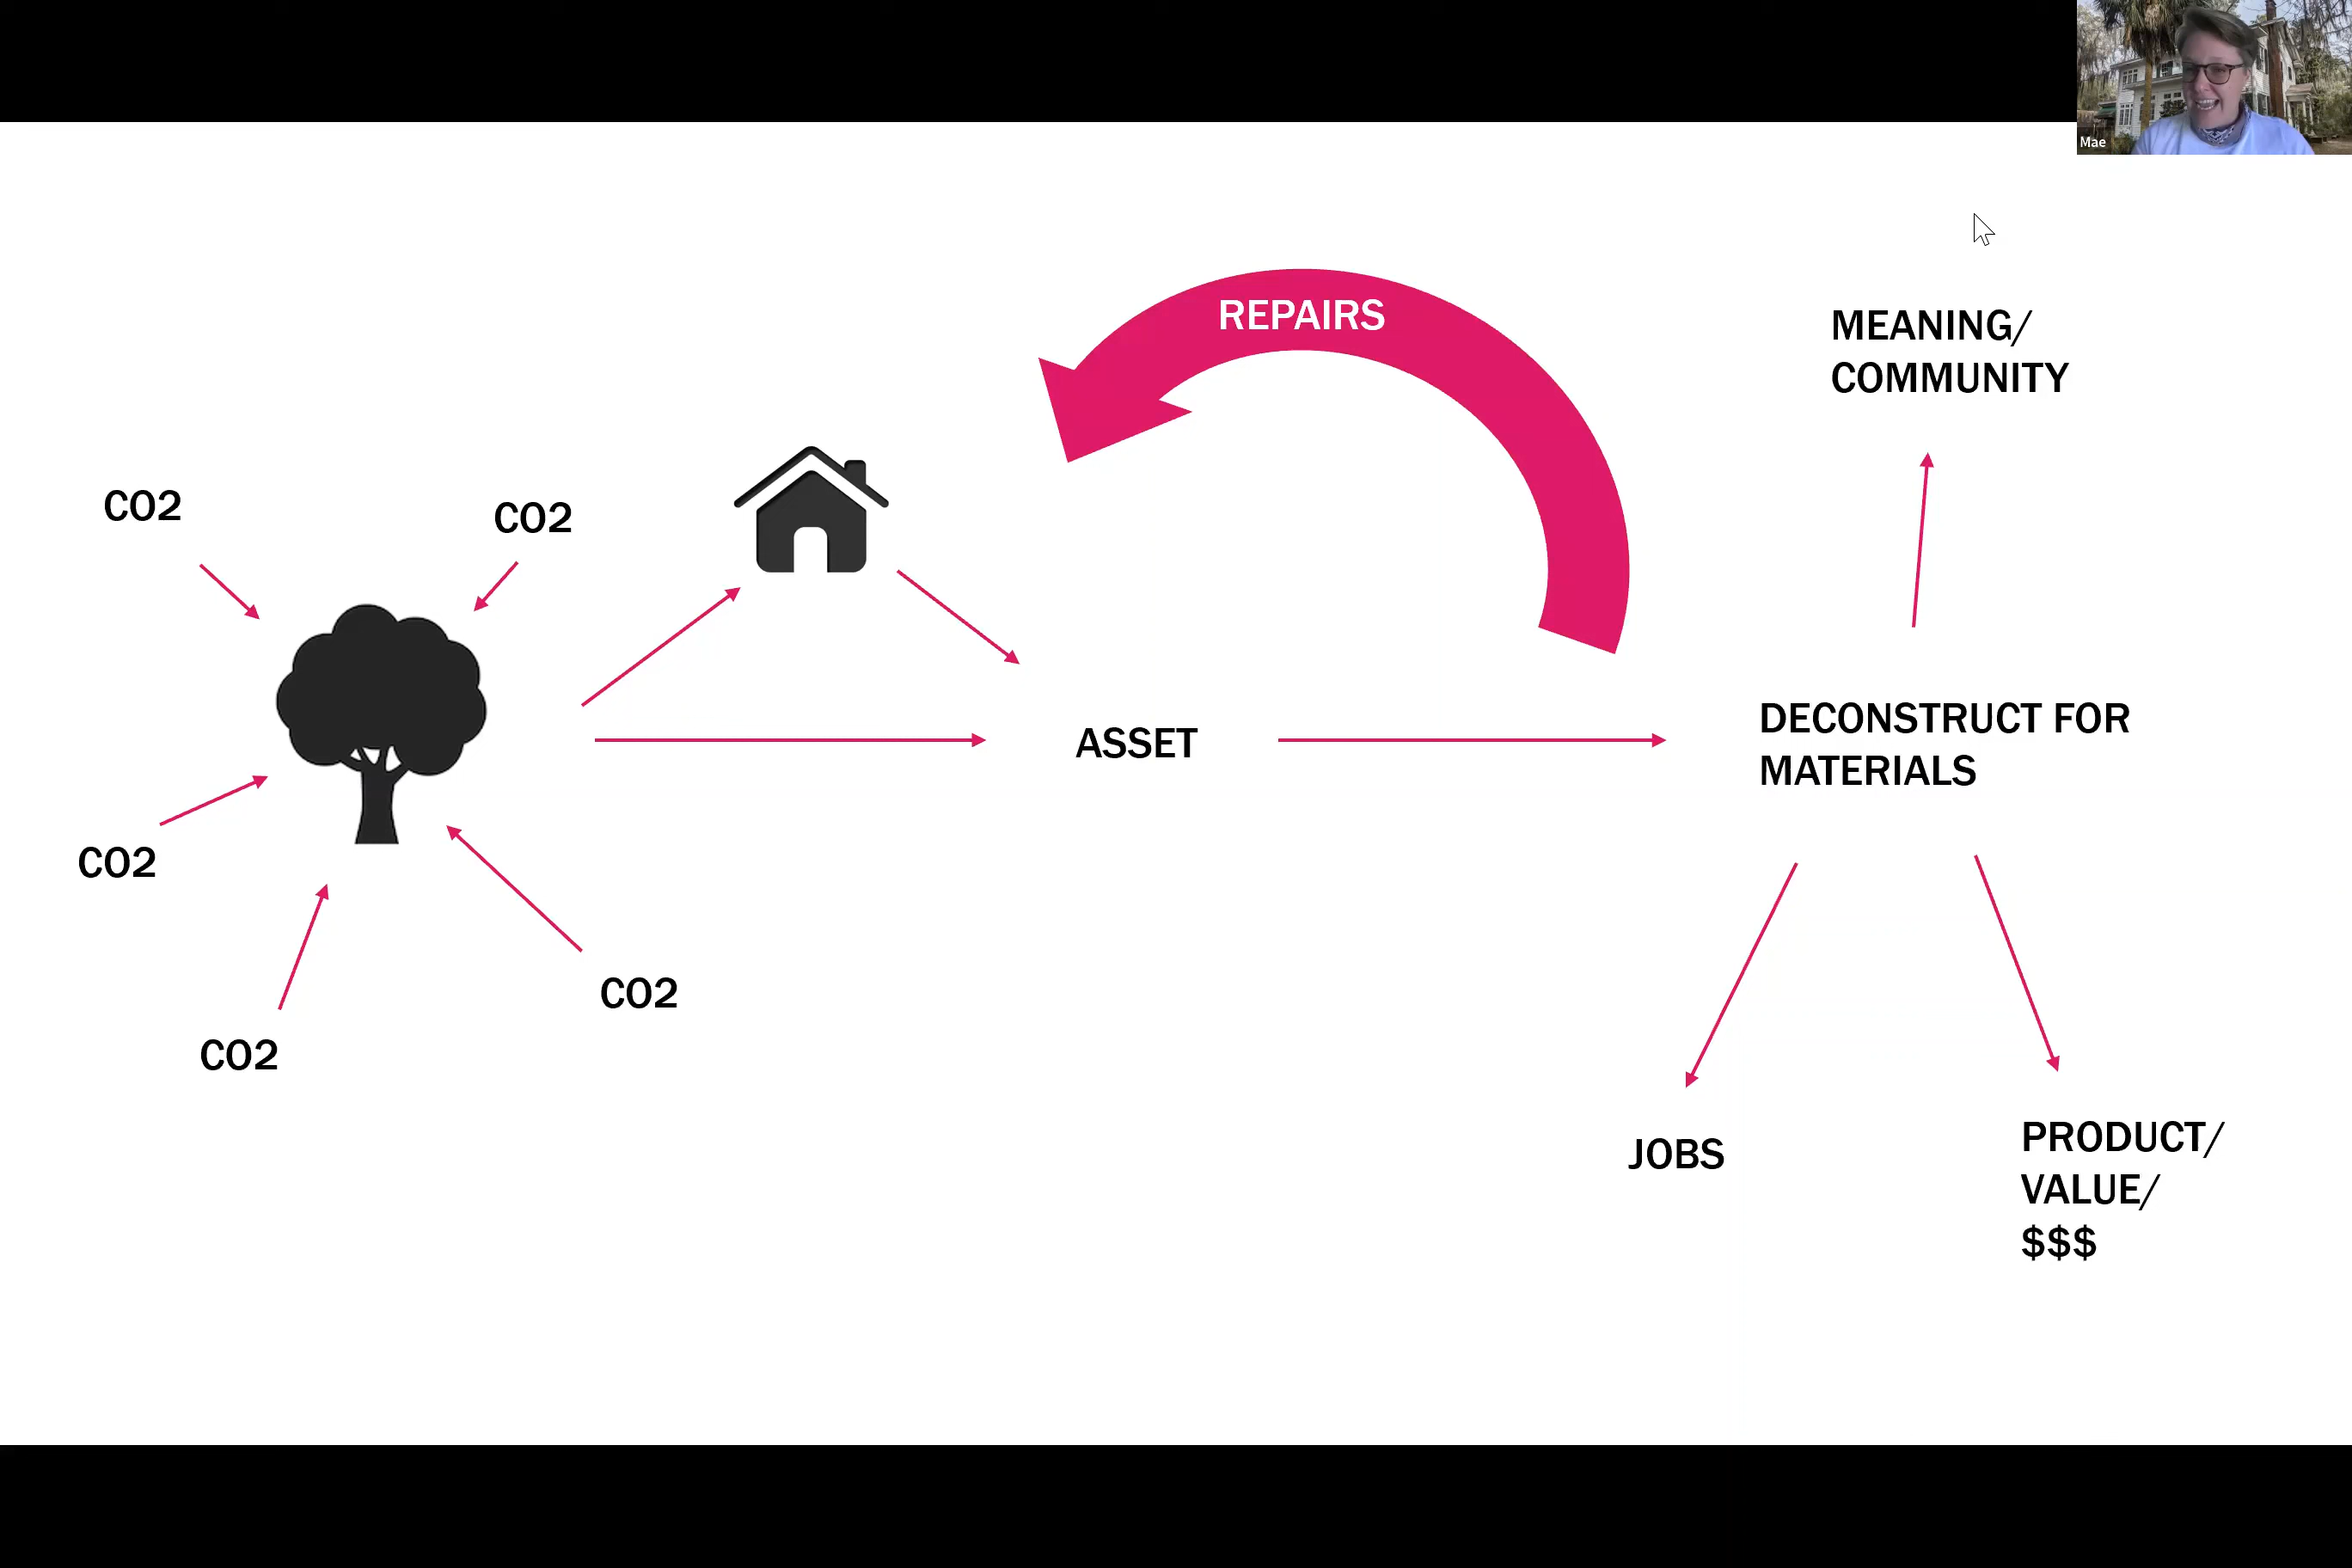 Mae
REPAIRS
MEANING/
COMMUNITY
CO2
CO2
ASSET
DECONSTRUCT FOR
MATERIALS
CO2
CO2
CO2
JOBS
PRODUCT/
VALUE/
$$$